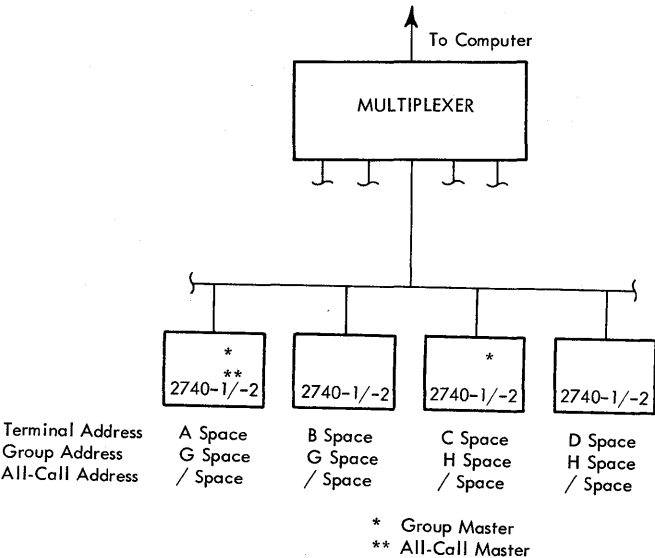 To Computer
MULTIPLEXER
*
**
2740-1/-2
2740-1/-2
*
2740-1/-2
2740-1/-2
Terminal Address A Space B Space C Space D Space
Group Address G Space G Space H Space H Space
All-Call Address / Space / Space / Space / Space
* Group Master
** All-Call Master